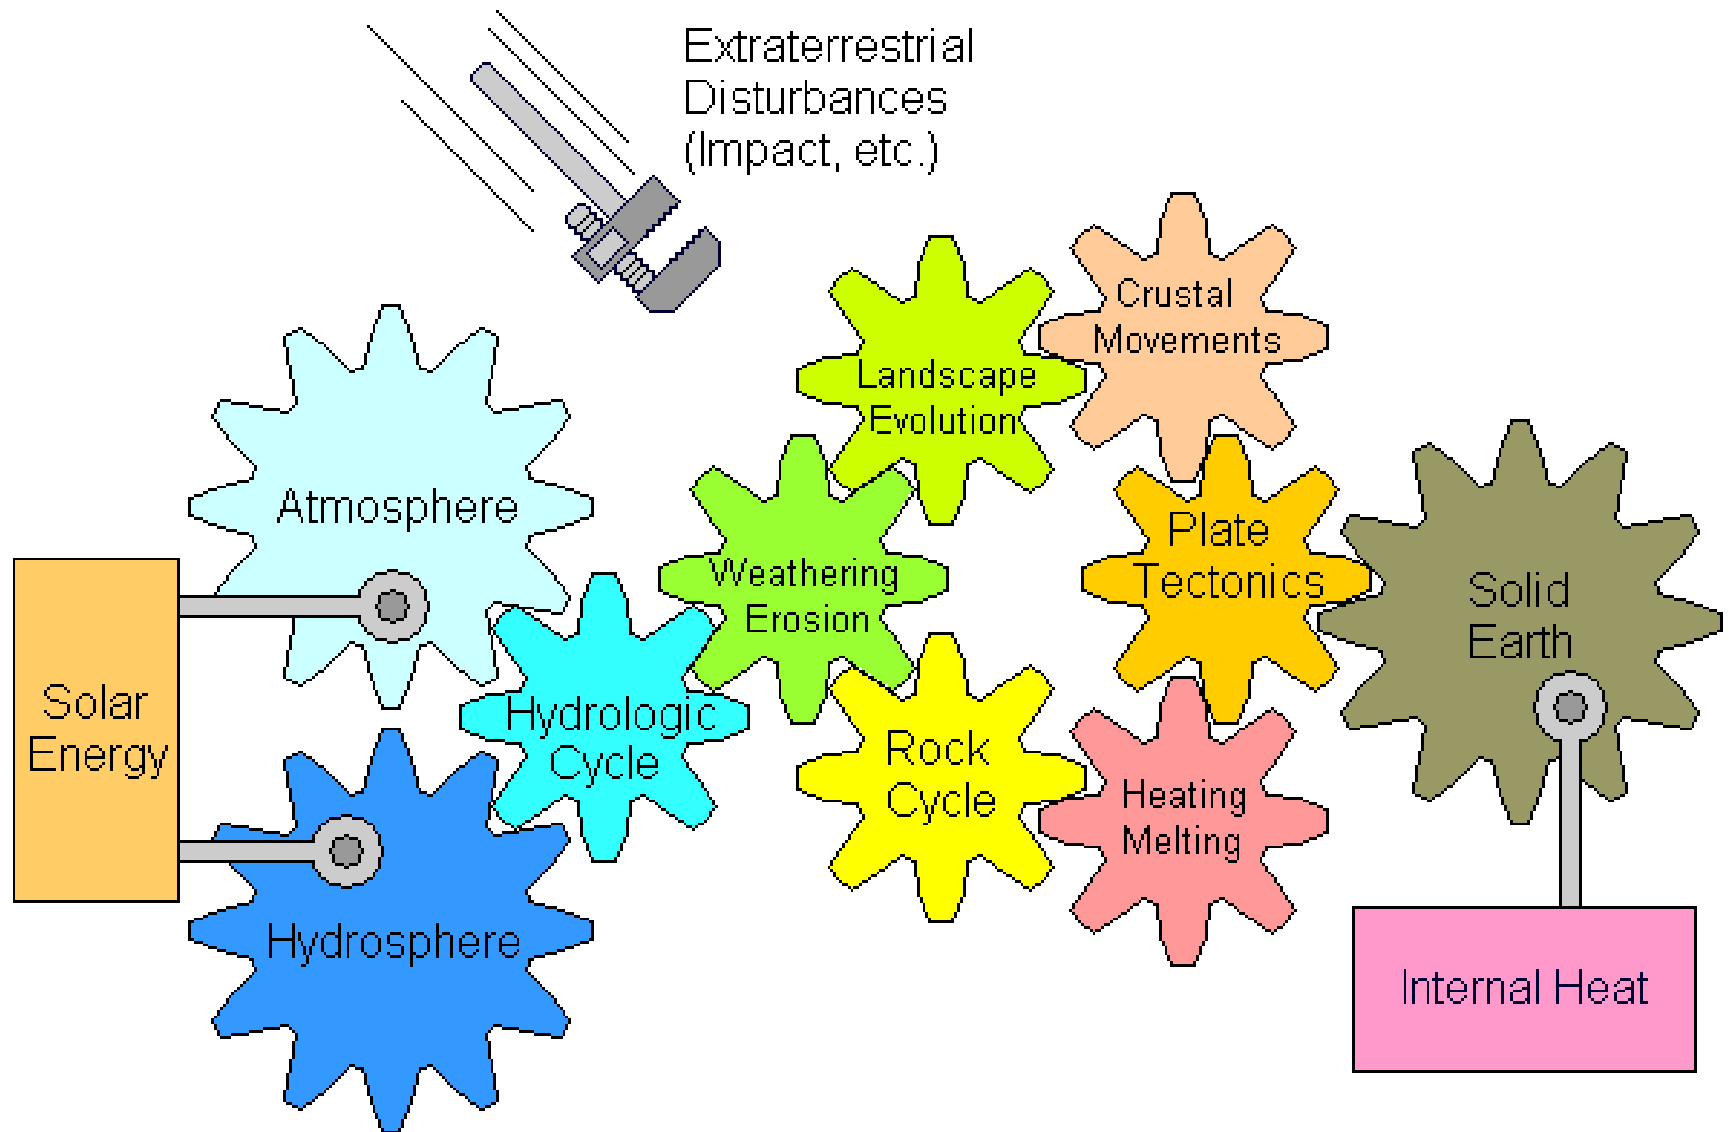 Extraterrestrial
Disturbances
(Impact, etc.)
Crustal
Movements
Landscape
Evolution
Atmosphere
Plate
Tectonics
Weathering
Erosion
Solid
Earth
Solar
Energy
Hydrologic
Cycle
Rock
Cycle
Heating
Melting
Hydrosphere
Internal Heat